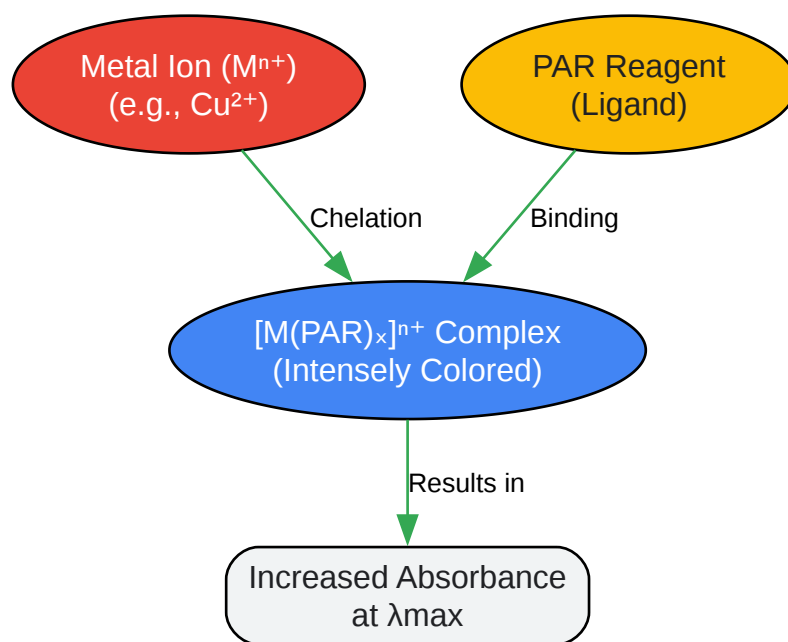 Metal Ion (Mⁿ⁺)
(e.g., Cu²⁺)
PAR Reagent
(Ligand)
Chelation
Binding
[M(PAR)ₓ]ⁿ⁺ Complex
(Intensely Colored)
Results in
Increased Absorbance
at λmax